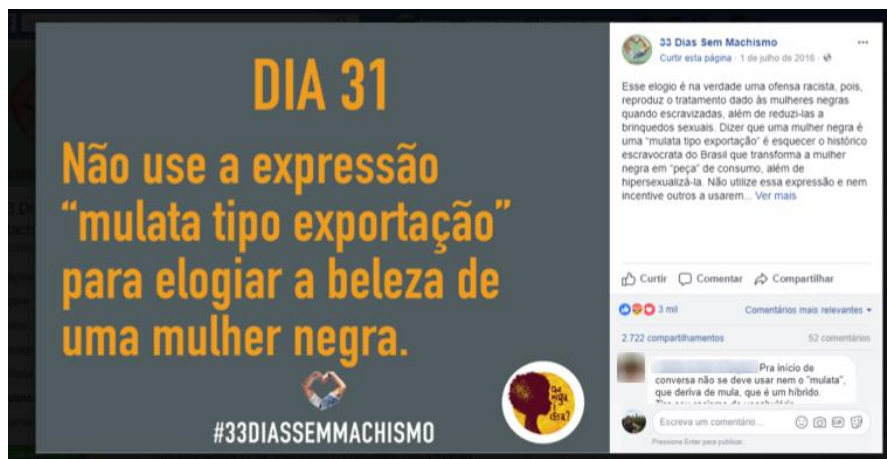 DIA 31
Não use a expressão
“mulata tipo exportação”
para elogiar a beleza de
uma mulher negra.
#33DIASSEMMACHISMO
33 Dias Sem Machismo
Curtir esta página · 1 de julho de 2016 ·
Esse elogio é na verdade uma ofensa racista, pois,
reproduz o tratamento dado às mulheres negras
quando escravizadas, além de reduzi-las a
brinquedos sexuais. Dizer que uma mulher negra é
uma “mulata tipo exportação” é esquecer o histórico
escravocrata do Brasil que transforma a mulher
negra em “peça” de consumo, além de
hipersexualizá-la. Não utilize essa expressão e nem
incentive outros a usarem... Ver mais
Curtir Comentar Compartilhar
3 mil Comentários mais relevantes
2.722 compartilhamentos 52 comentários
Pra inicio de
conversa não se deve usar nem o "mulata",
que deriva de mula, que é um híbrido.
Escreva um comentário...
GIF
Pressione Enter para publicar.